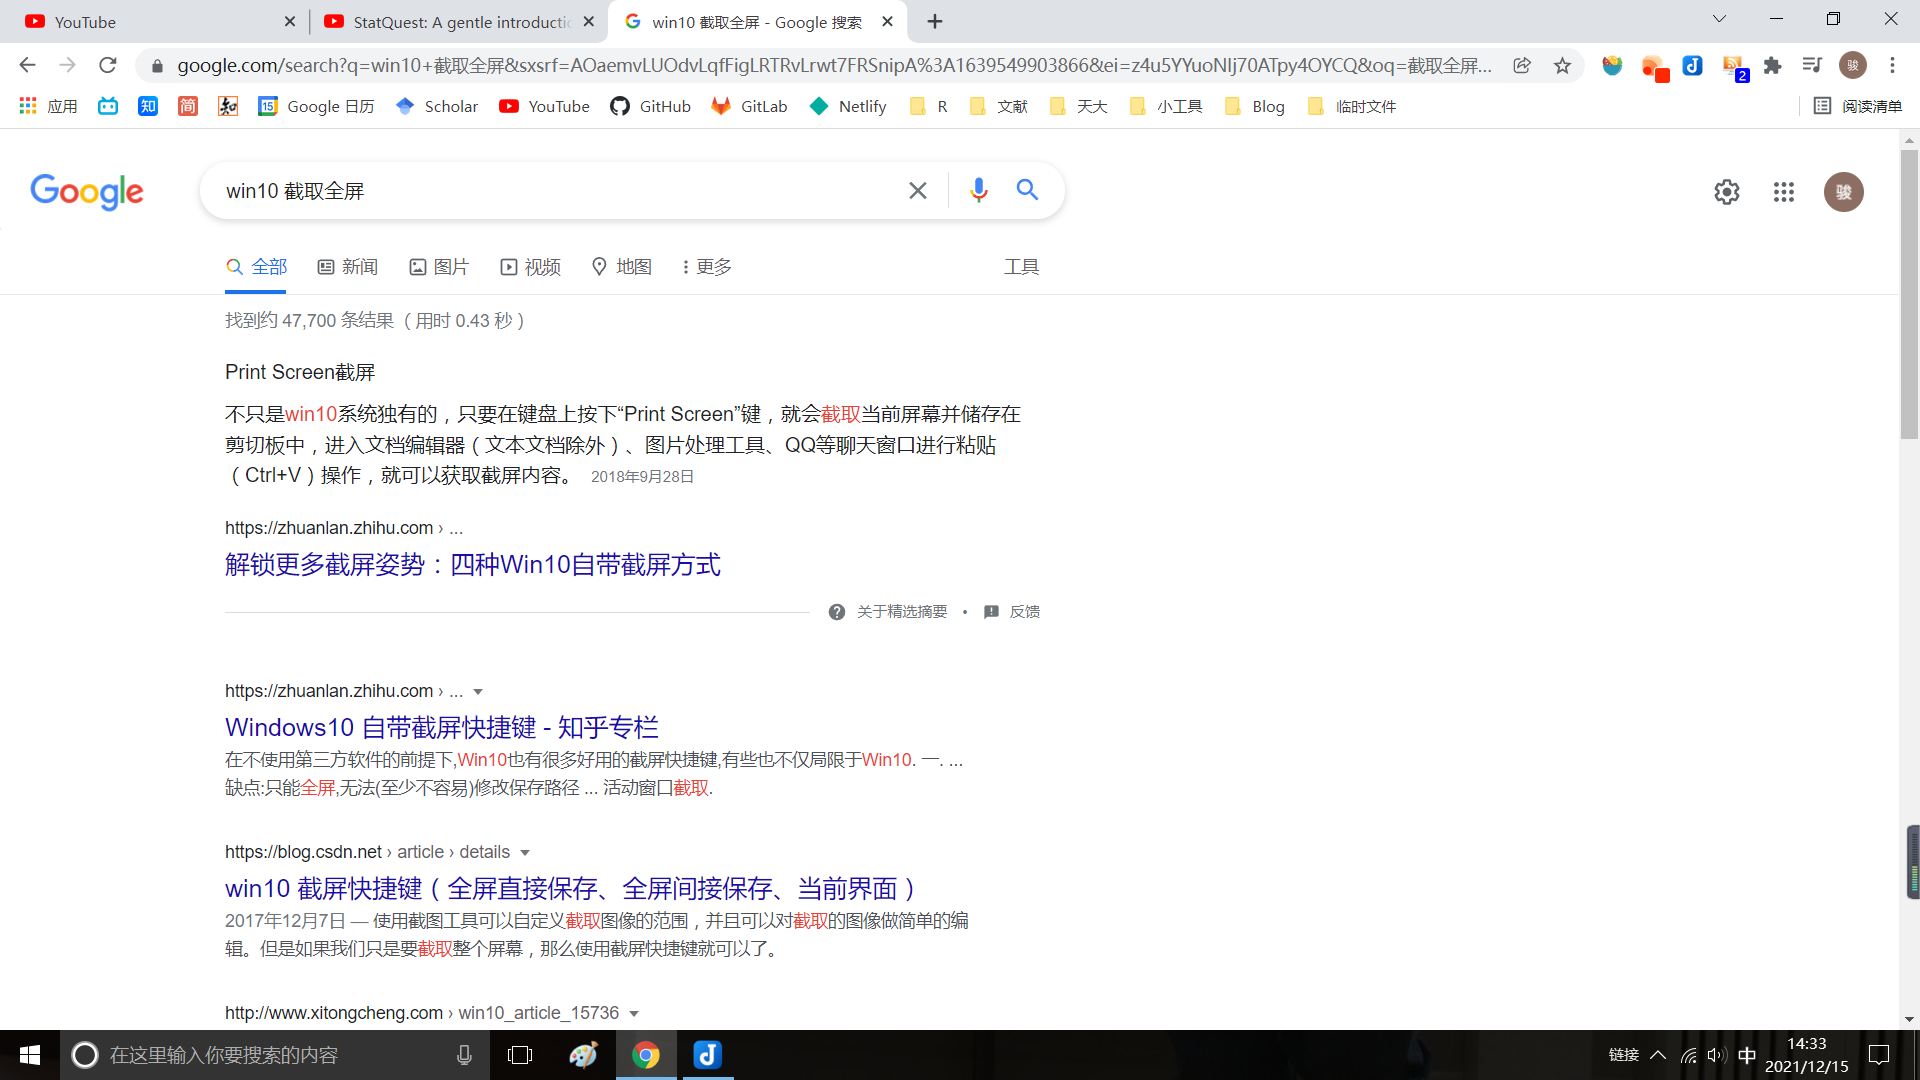 YouTube
StatQuest: A gentle introductic
win10 截取全屏 - Google 搜索
google.com/search?q=win10+截取全屏&sxsrf=AOaemvLUOdvLqfFigLRTRvLrwt7FRSnipA%3A1639549903866&ei=z4u5YYuoNIj70ATpy4OYCQ&oq=截取全屏...
2
骏
应用
知
简
15
Google 日历
Scholar
YouTube
GitHub
GitLab
Netlify
R
文献
天大
小工具
Blog
临时文件
阅读清单
Google
win10 截取全屏
骏
全部
新闻
图片
视频
地图
更多
工具
找到约 47,700 条结果 （用时 0.43 秒）
Print Screen截屏
不只是win10系统独有的，只要在键盘上按下“Print Screen”键，就会截取当前屏幕并储存在
剪切板中，进入文档编辑器（文本文档除外）、图片处理工具、QQ等聊天窗口进行粘贴
（Ctrl+V）操作，就可以获取截屏内容。 2018年9月28日
https://zhuanlan.zhihu.com › ...
解锁更多截屏姿势：四种Win10自带截屏方式
关于精选摘要 • 反馈
https://zhuanlan.zhihu.com › ...
Windows10 自带截屏快捷键 - 知乎专栏
在不使用第三方软件的前提下,Win10也有很多好用的截屏快捷键,有些也不仅局限于Win10. 一. ...
缺点:只能全屏,无法(至少不容易)修改保存路径 ... 活动窗口截取.
https://blog.csdn.net › article › details
win10 截屏快捷键（全屏直接保存、全屏间接保存、当前界面）
2017年12月7日 — 使用截图工具可以自定义截取图像的范围，并且可以对截取的图像做简单的编
辑。但是如果我们只是要截取整个屏幕，那么使用截屏快捷键就可以了。
http://www.xitongcheng.com › win10_article_15736
在这里输入你要搜索的内容
链接
中
14:33
2021/12/15